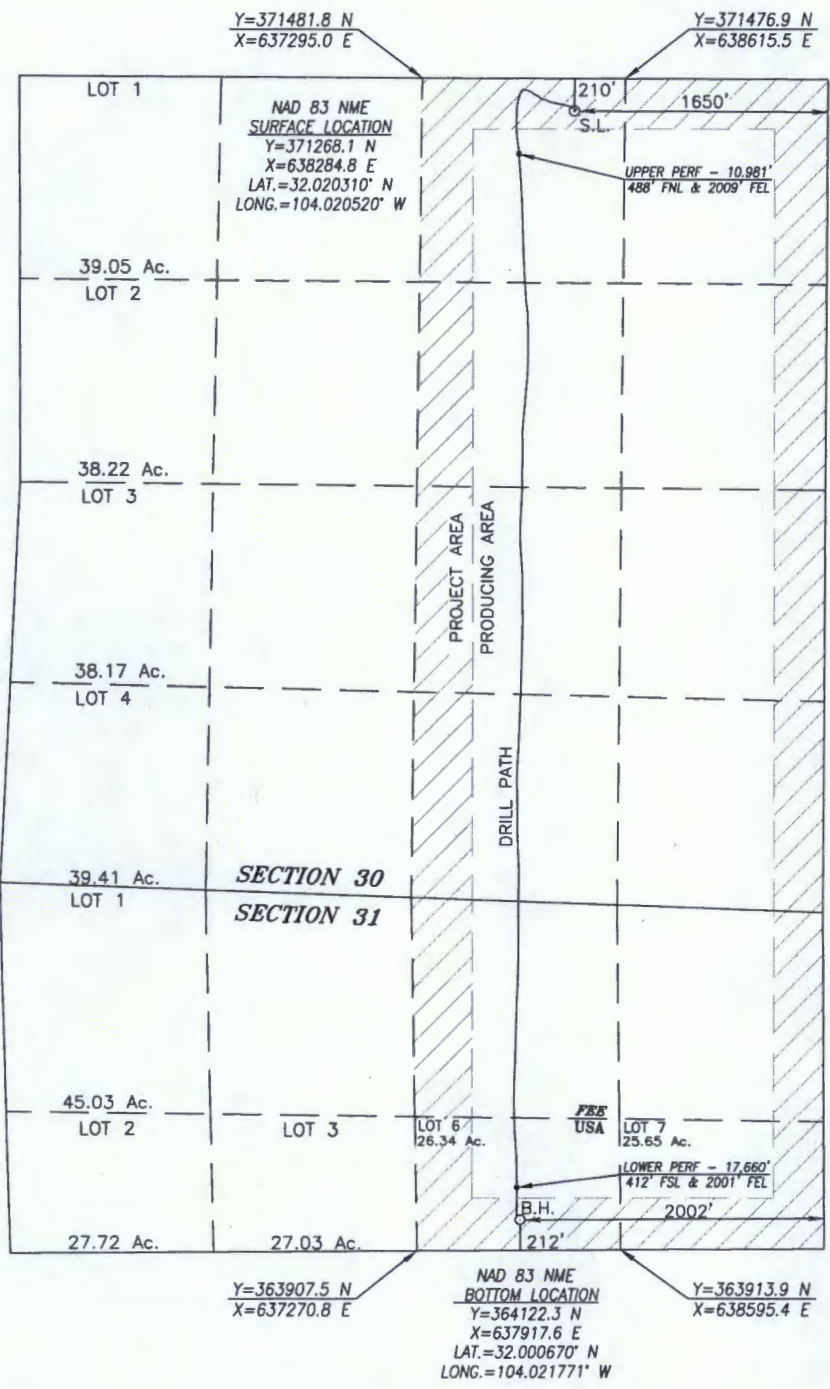 Y=371481.8 N
X=637295.0 E
Y=371476.9 N
X=638615.5 E
LOT 1
NAD 83 NME
SURFACE LOCATION
Y=371268.1 N
X=638284.8 E
LAT.=32.020310° N
LONG.=104.020520° W
210'
1650'
S.L.
UPPER PERF - 10,981'
488' FNL & 2009' FEL
39.05 Ac.
LOT 2
38.22 Ac.
LOT 3
PROJECT AREA
PRODUCING AREA
38.17 Ac.
LOT 4
DRILL PATH
39.41 Ac.
LOT 1
SECTION 30
SECTION 31
45.03 Ac.
LOT 2
LOT 3
LOT 6
26.34 Ac.
FEE
USA
LOT 7
25.65 Ac.
LOWER PERF - 17,660'
412' FSL & 2001' FEL
B.H.
2002'
27.72 Ac.
27.03 Ac.
212'
Y=363907.5 N
X=637270.8 E
NAD 83 NME
BOTTOM LOCATION
Y=364122.3 N
X=637917.6 E
LAT.=32.000670° N
LONG.=104.021771° W
Y=363913.9 N
X=638595.4 E